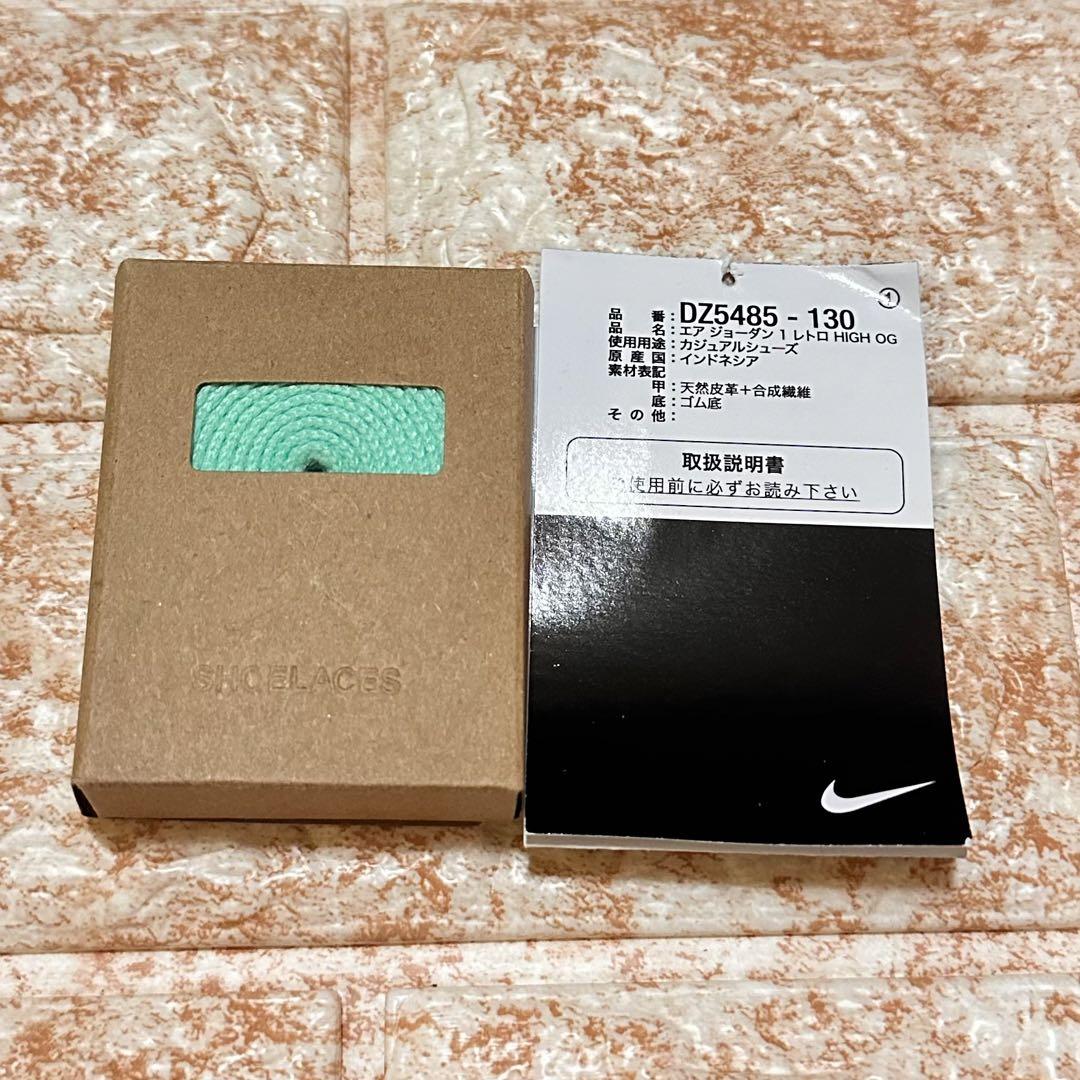 SHOELACES
①
品番：DZ5485 - 130
品名：エア ジョーダン 1 レトロ HIGH OG
使用用途：カジュアルシューズ
原産国：インドネシア
素材表記
甲：天然皮革＋合成繊維
底：ゴム底
その他：
取扱説明書
使用前に必ずお読み下さい